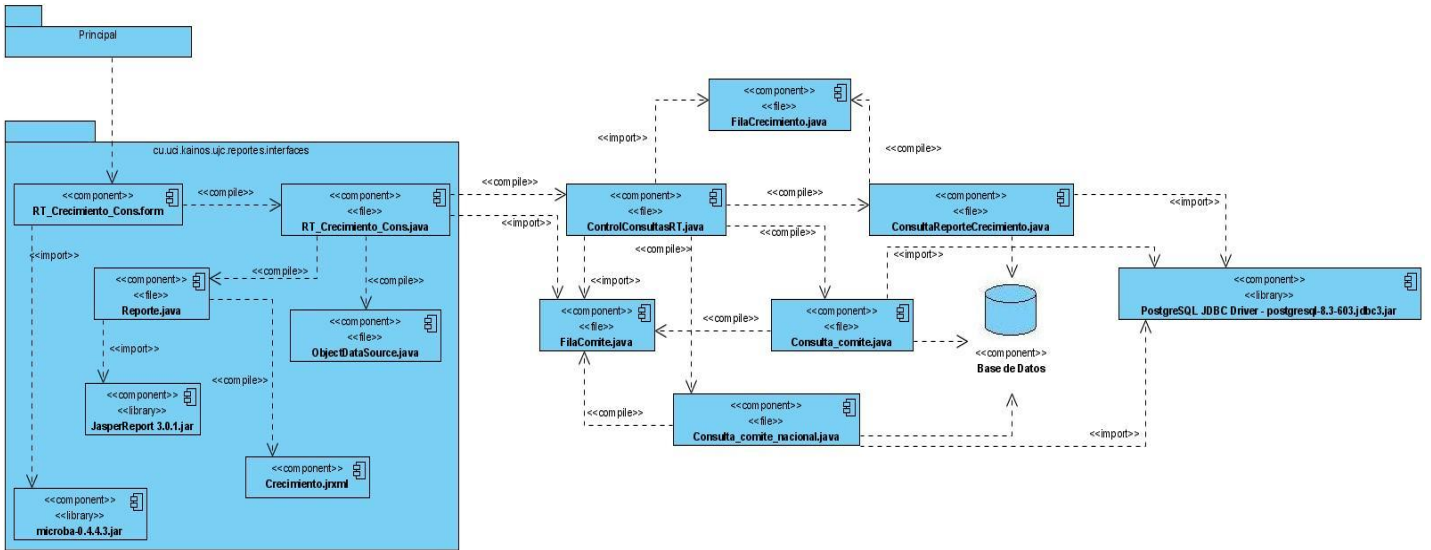 Principal
cu.uci.kainos.ujc.reportes.interfaces
<<component>>
RT_Crecimiento_Cons.form
<<compile>>
<<component>>
<<file>>
RT_Crecimiento_Cons.java
<<import>>
<<compile>>
<<component>>
<<file>>
Reporte.java
<<compile>>
<<component>>
<<file>>
ObjectDataSource.java
<<import>>
<<compile>>
<<component>>
<<library>>
JasperReport 3.0.1.jar
<<component>>
Crecimiento.jrxml
<<component>>
<<library>>
microba-0.4.4.3.jar
<<compile>>
<<import>>
<<component>>
<<file>>
FilaCrecimiento.java
<<import>>
<<compile>>
<<component>>
<<file>>
ControlConsultasRT.java
<<compile>>
<<component>>
<<file>>
ConsultaReporteCrecimiento.java
<<import>>
<<compile>>
<<compile>>
<<import>>
<<import>>
<<component>>
<<library>>
PostgreSQL JDBC Driver - postgresql-8.3-603.jdbc3.jar
<<component>>
<<file>>
FilaComite.java
<<compile>>
<<component>>
<<file>>
Consulta_comite.java
<<component>>
Base de Datos
<<compile>>
<<component>>
<<file>>
Consulta_comite_nacional.java
<<import>>